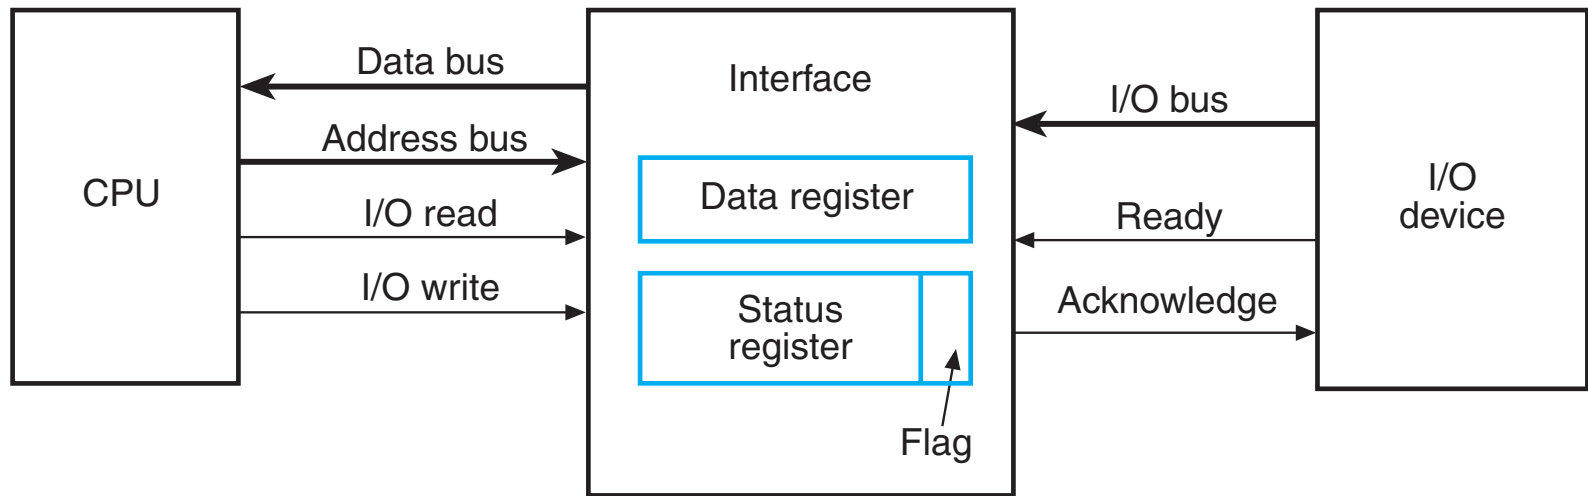 CPU
Data bus
Address bus
I/O read
I/O write
Interface
Data register
Status
register
Flag
I/O bus
Ready
Acknowledge
I/O
device